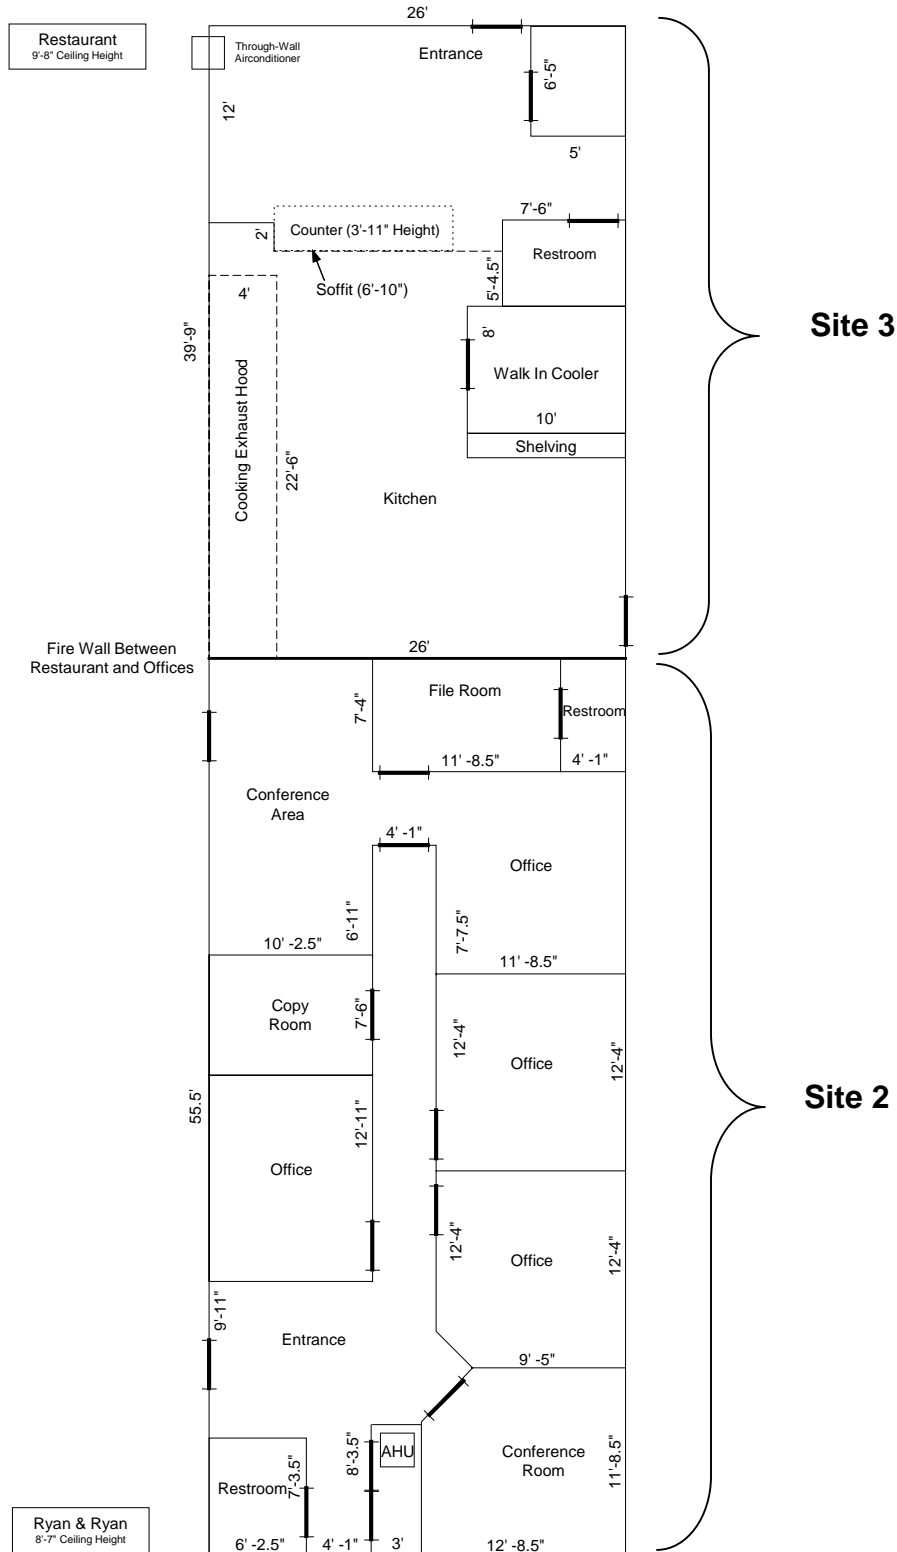 26'
Restaurant
9'-8" Ceiling Height
Through-Wall
Airconditioner
Entrance
6'-5"
12'
5'
7'-6"
2'
Counter (3'-11" Height)
Restroom
Soffit (6'-10")
5'-4.5"
4'
Site 3
8'
39'-9"
Walk In Cooler
10'
Cooking Exhaust Hood
22'-6"
Shelving
Kitchen
Fire Wall Between
Restaurant and Offices
26'
File Room
7'-4"
Restroom
11' -8.5"
4' -1"
Conference
Area
4' -1"
Office
6'-11"
7'-7.5"
10' -2.5"
11' -8.5"
Copy
Room
7'-6"
12'-4"
Office
12'-4"
Site 2
55.5'
12'-11"
Office
12'-4"
Office
12'-4"
9'-11"
Entrance
9' -5"
AHU
8'-3.5"
Conference
Room
11'-8.5"
Restroom
7'-3.5"
Ryan & Ryan
8'-7" Ceiling Height
6' -2.5"
4' -1"
3'
12' -8.5"